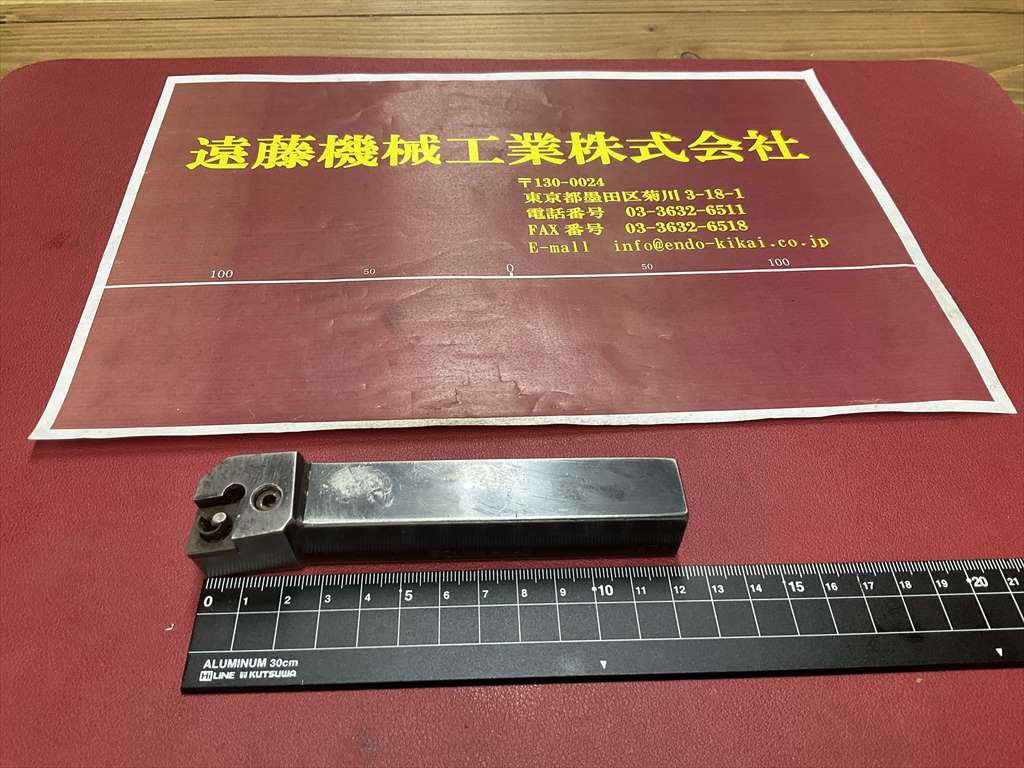 遠藤機械工業株式会社
〒130-0024
東京都墨田区菊川 3-18-1
電話番号 03-3632-6511
FAX 番号 03-3632-6518
E-mall info@endo-kikai.co.jp
100 50 0 50 100
0 1 2 3 4 5 6 7 8 9 10 11 12 13 14 15 16 17 18 19 20 21
ALUMINUM 30cm
Hi LINE KUTSUWA